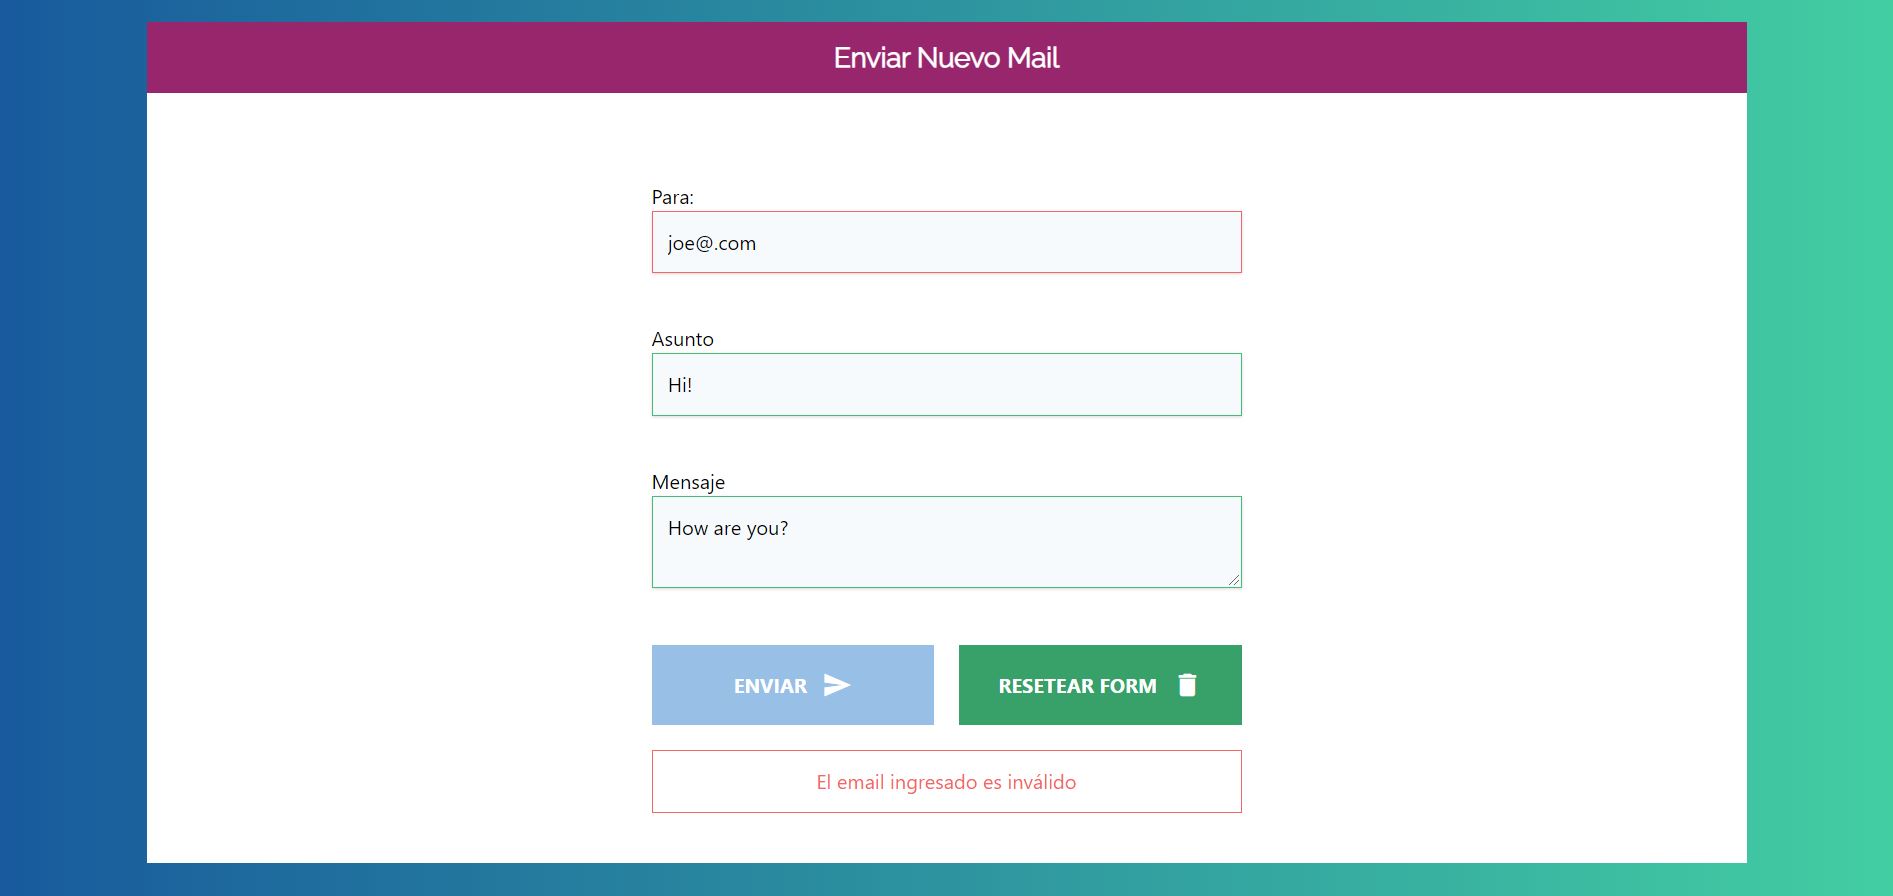 Enviar Nuevo Mail
Para:
joe@.com
Asunto
Hi!
Mensaje
How are you?
ENVIAR
RESETEAR FORM
El email ingresado es inválido